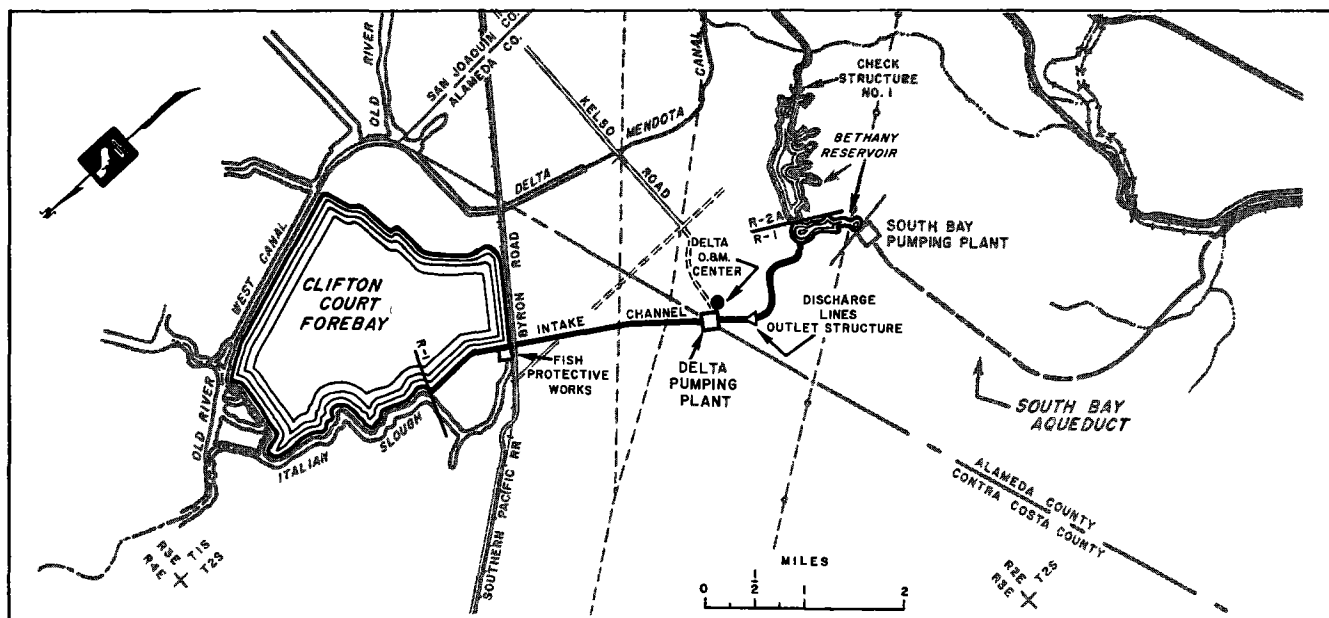 OLD
RIVER
SAN JOAQUIN CO.
ALAMEDA CO.
KELSO
ROAD
DELTA
MENDOTA
CANAL
CHECK
STRUCTURE
NO. 1
BETHANY
RESERVOIR
R-2A
R-1
SOUTH BAY
PUMPING PLANT
DELTA
O.&M.
CENTER
WEST CANAL
CLIFTON
COURT
FOREBAY
BYRON ROAD
INTAKE
CHANNEL
DISCHARGE
LINES
OUTLET STRUCTURE
R-1
FISH
PROTECTIVE
WORKS
DELTA
PUMPING
PLANT
SOUTH BAY
AQUEDUCT
OLD RIVER
ITALIAN
SLOUGH
SOUTHERN PACIFIC RR
ALAMEDA COUNTY
CONTRA COSTA COUNTY
R3E T1S
R4E T2S
R2E T2S
R3E
MILES
0 1/2 1 2